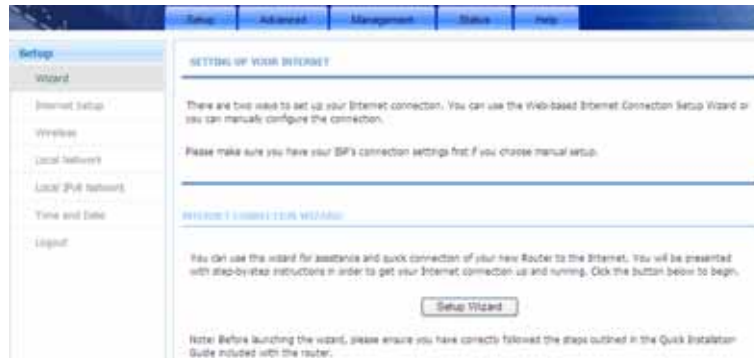 Setup Advanced Management Status Help
Setup
Wizard
Internet Setup
Wireless
Local Network
Local IPv6 Network
Time and Date
Logout
SETTING UP YOUR INTERNET
There are two ways to set up your Internet connection. You can use the Web-based Internet Connection Setup Wizard or
you can manually configure the connection.
Please make sure you have your ISP's connection settings first if you choose manual setup.
INTERNET CONNECTION WIZARD
You can use this wizard for assistance and quick connection of your new Router to the Internet. You will be presented
with step-by-step instructions in order to get your Internet connection up and running. Click the button below to begin.
Setup Wizard
Note: Before launching the wizard, please ensure you have correctly followed the steps outlined in the Quick Installation
Guide included with the router.